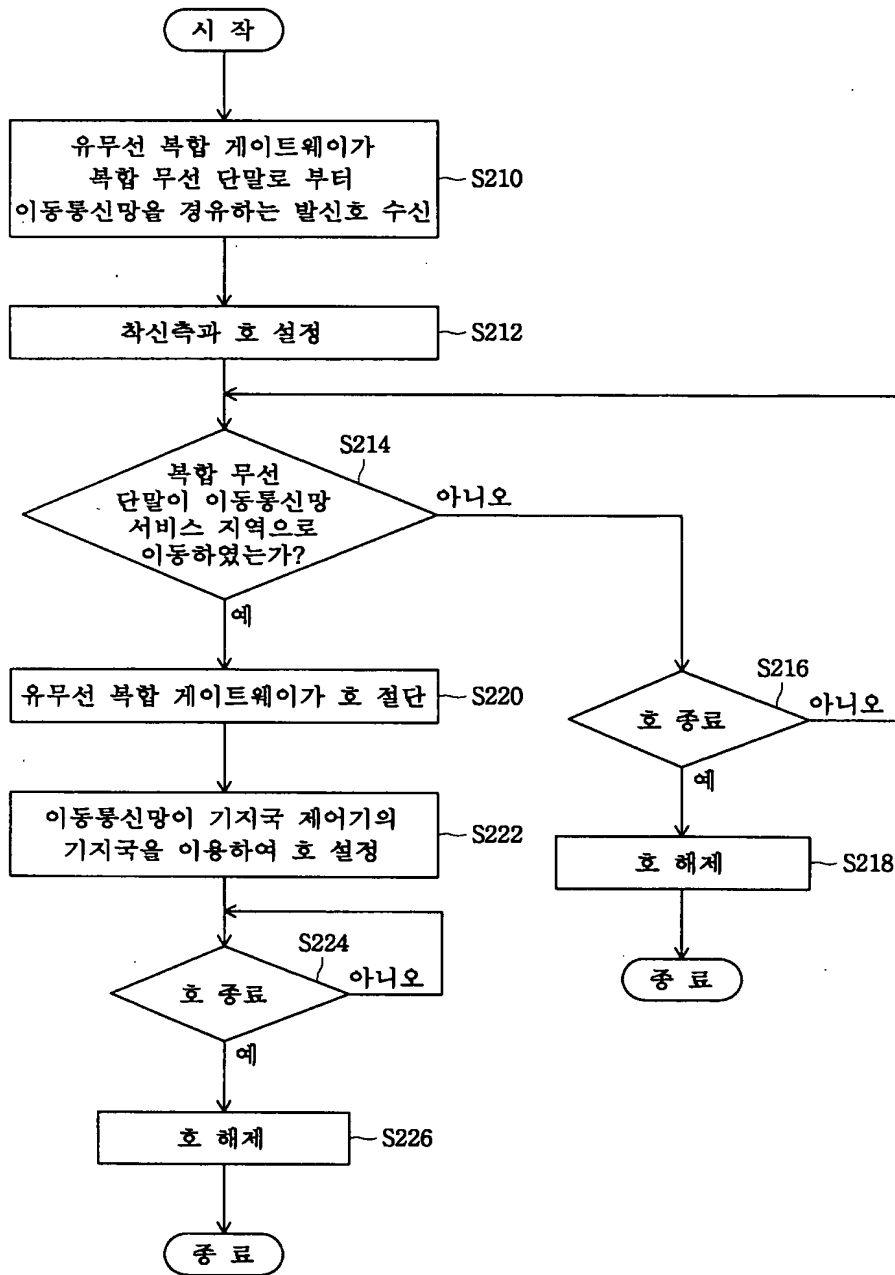 시 작
유무선 복합 게이트웨이가
복합 무선 단말로 부터
이동통신망을 경유하는 발신호 수신
S210
착신측과 호 설정
S212
S214
복합 무선
단말이 이동통신망
서비스 지역으로
이동하였는가?
아니오
예
유무선 복합 게이트웨이가 호 절단
S220
S216
호 종료
아니오
예
이동통신망이 기지국 제어기의
기지국을 이용하여 호 설정
S222
호 해제
S218
S224
호 종료
아니오
예
종 료
호 해제
S226
종 료